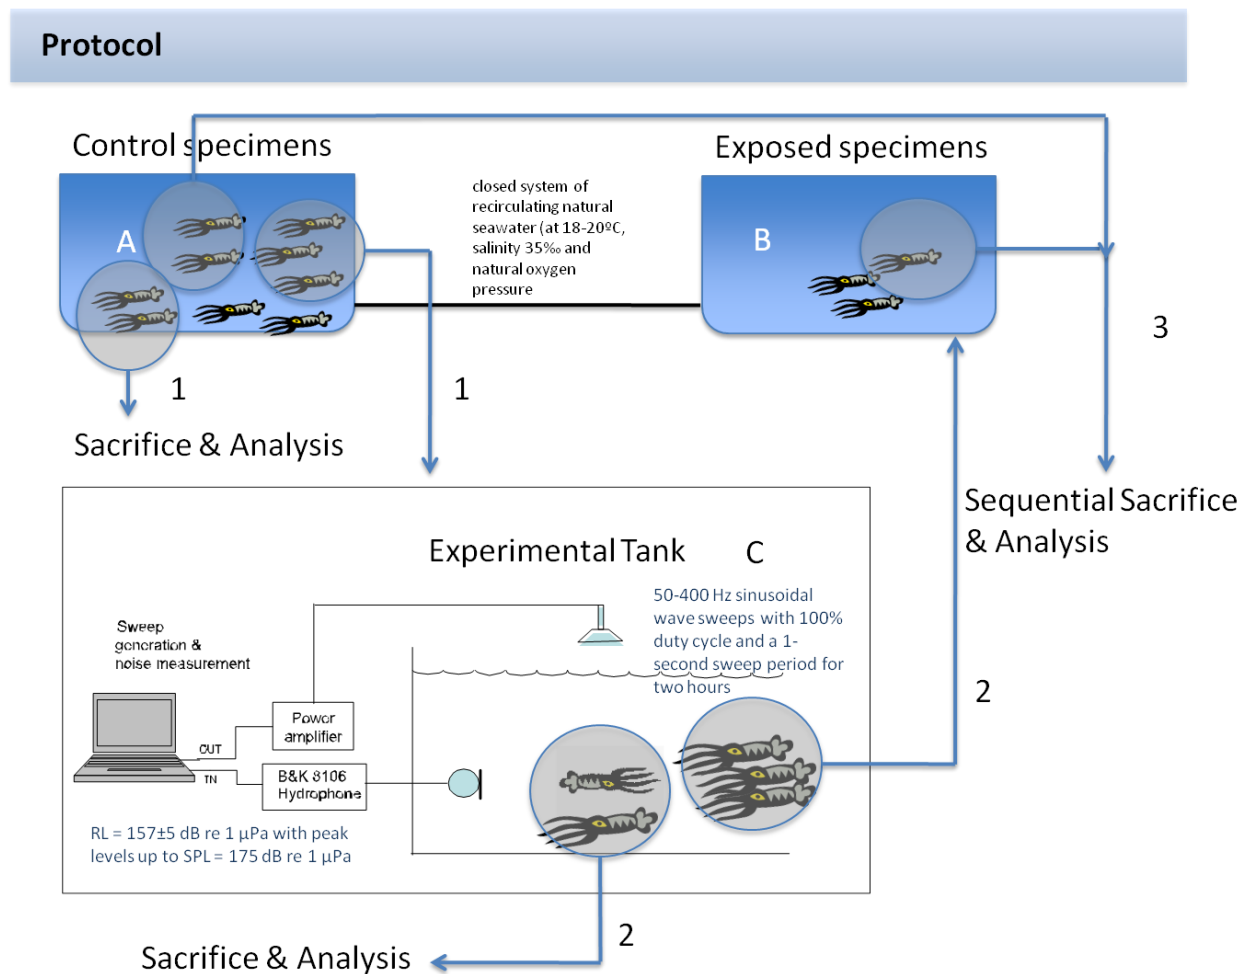 Protocol
Control specimens
Exposed specimens
closed system of
recirculating natural
seawater (at 18-20ºC,
salinity 35‰ and
natural oxygen
pressure
A
B
3
1
1
Sacrifice & Analysis
Sequential Sacrifice
& Analysis
Experimental Tank
C
50-400 Hz sinusoidal
wave sweeps with 100%
duty cycle and a 1-
second sweep period for
two hours
Sweep
generation &
noise measurement
Power
amplifier
OUT
IN
B&K 8106
Hydrophone
2
RL = 157±5 dB re 1 µPa with peak
levels up to SPL = 175 dB re 1 µPa
2
Sacrifice & Analysis